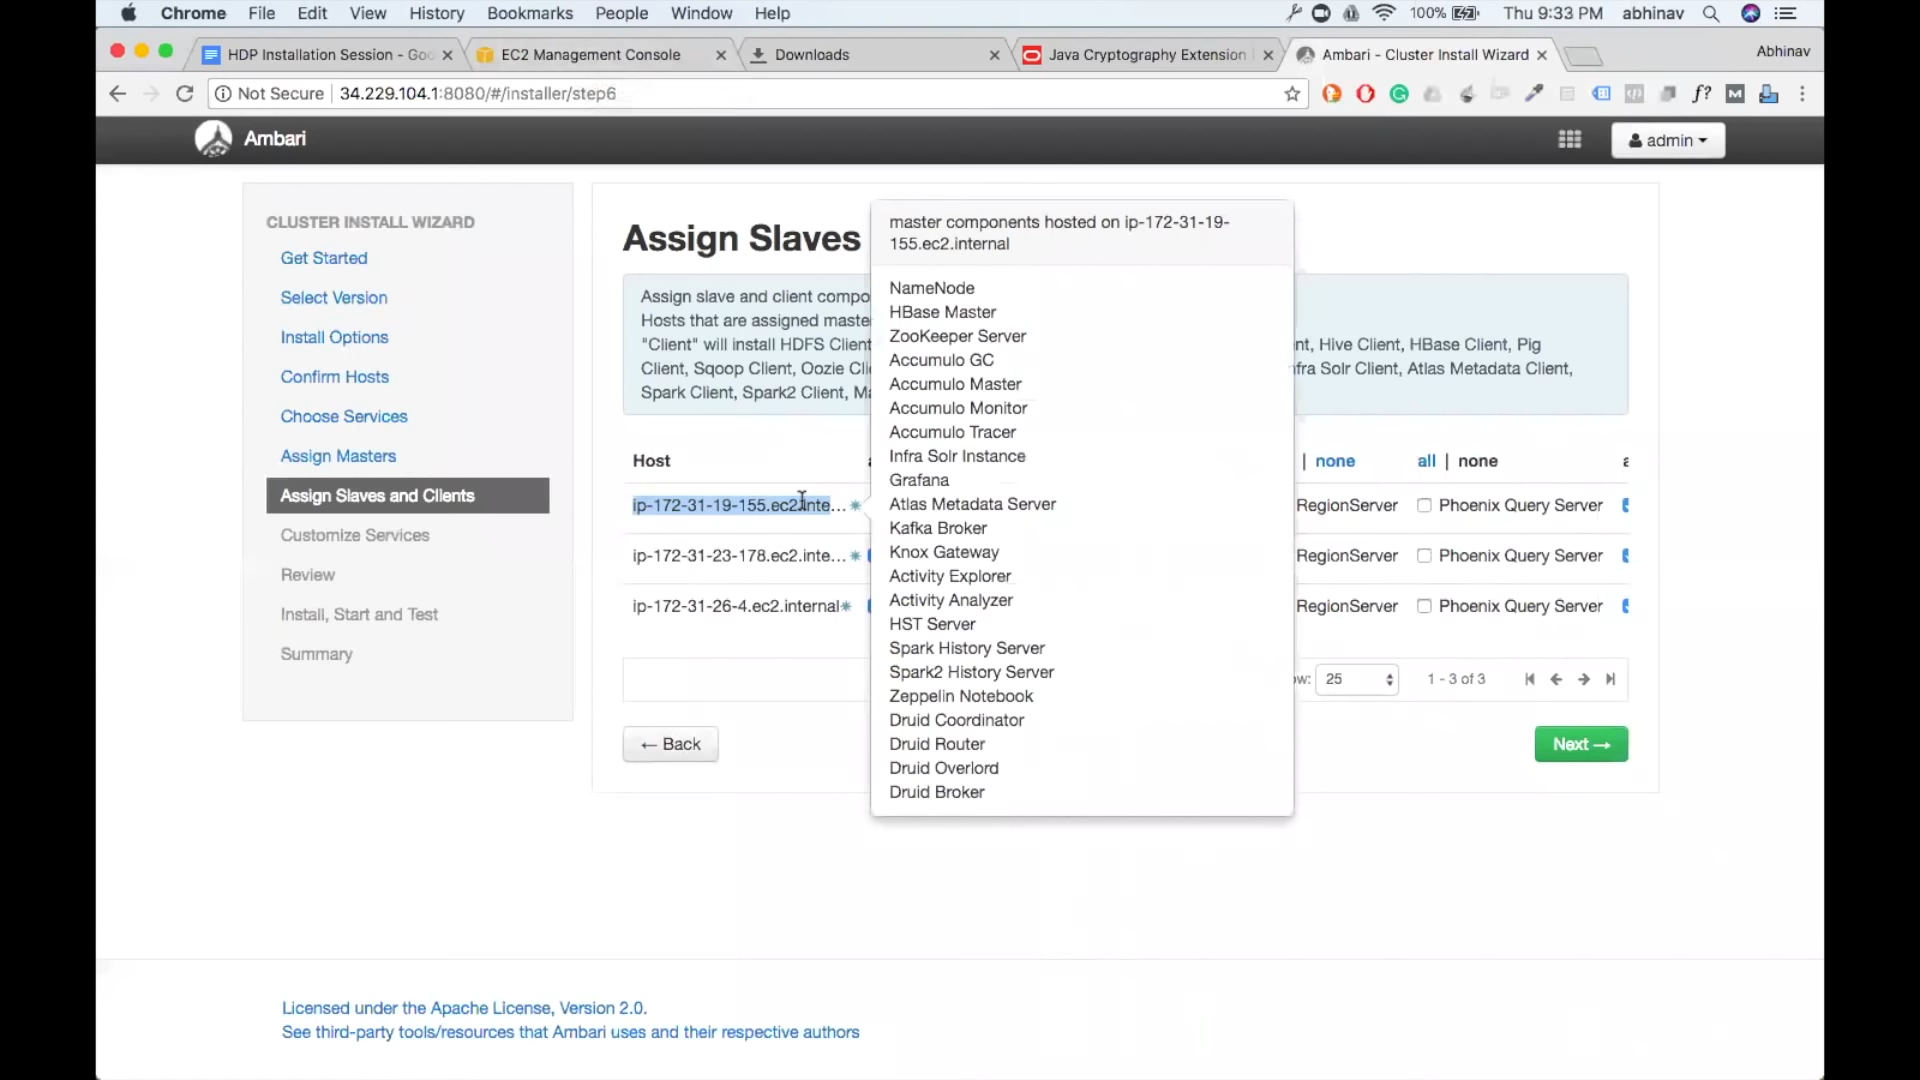 Chrome File Edit View History Bookmarks People Window Help 100% Thu 9:33 PM abhinav
HDP Installation Session - Goo EC2 Management Console Downloads Java Cryptography Extension Ambari - Cluster Install Wizard Abhinav
Not Secure 34.229.104.1:8080/#/installer/step6 f? M
Ambari admin
CLUSTER INSTALL WIZARD
Get Started
Select Version
Install Options
Confirm Hosts
Choose Services
Assign Masters
Assign Slaves and Clients
Customize Services
Review
Install, Start and Test
Summary
Assign Slaves
Assign slave and client compo
Hosts that are assigned maste
"Client" will install HDFS Client nt, Hive Client, HBase Client, Pig
Client, Sqoop Client, Oozie Cli nfra Solr Client, Atlas Metadata Client,
Spark Client, Spark2 Client, Ma
master components hosted on ip-172-31-19-
155.ec2.internal
NameNode
HBase Master
ZooKeeper Server
Accumulo GC
Accumulo Master
Accumulo Monitor
Accumulo Tracer
Infra Solr Instance
Grafana
Atlas Metadata Server
Kafka Broker
Knox Gateway
Activity Explorer
Activity Analyzer
HST Server
Spark History Server
Spark2 History Server
Zeppelin Notebook
Druid Coordinator
Druid Router
Druid Overlord
Druid Broker
Host | none all | none
ip-172-31-19-155.ec2.inte... * RegionServer Phoenix Query Server
ip-172-31-23-178.ec2.inte... * RegionServer Phoenix Query Server
ip-172-31-26-4.ec2.internal* RegionServer Phoenix Query Server
ow: 25 1 - 3 of 3
← Back Next →
Licensed under the Apache License, Version 2.0.
See third-party tools/resources that Ambari uses and their respective authors